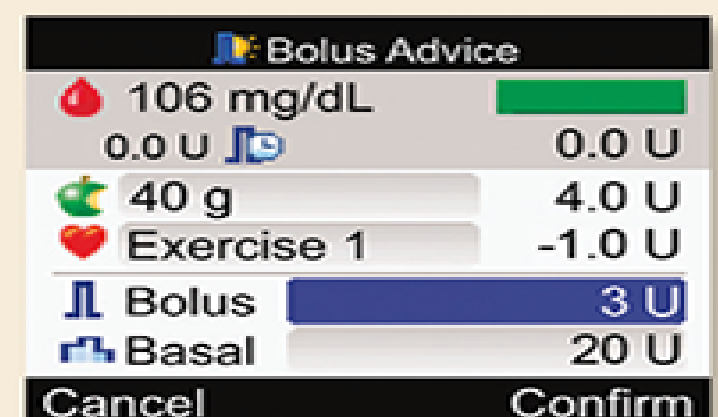 Bolus Advice
106 mg/dL
0.0 U 0.0 U
40 g 4.0 U
Exercise 1 -1.0 U
Bolus 3 U
Basal 20 U
Cancel Confirm